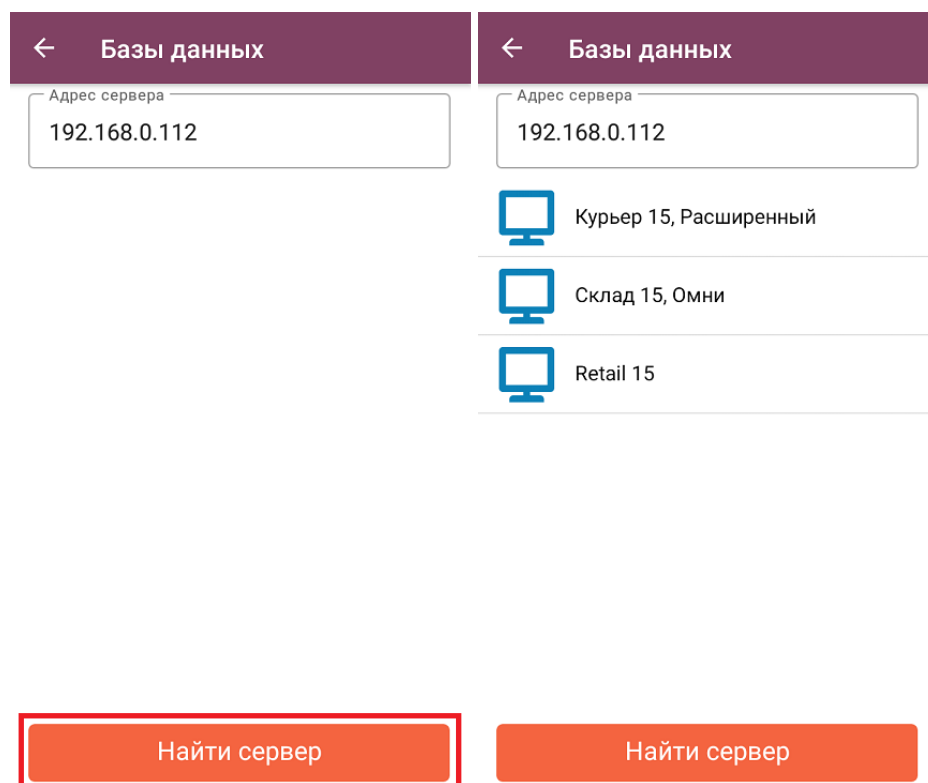 Базы данных
Адрес сервера
192.168.0.112
Найти сервер
Базы данных
Адрес сервера
192.168.0.112
Курьер 15, Расширенный
Склад 15, Омни
Retail 15
Найти сервер